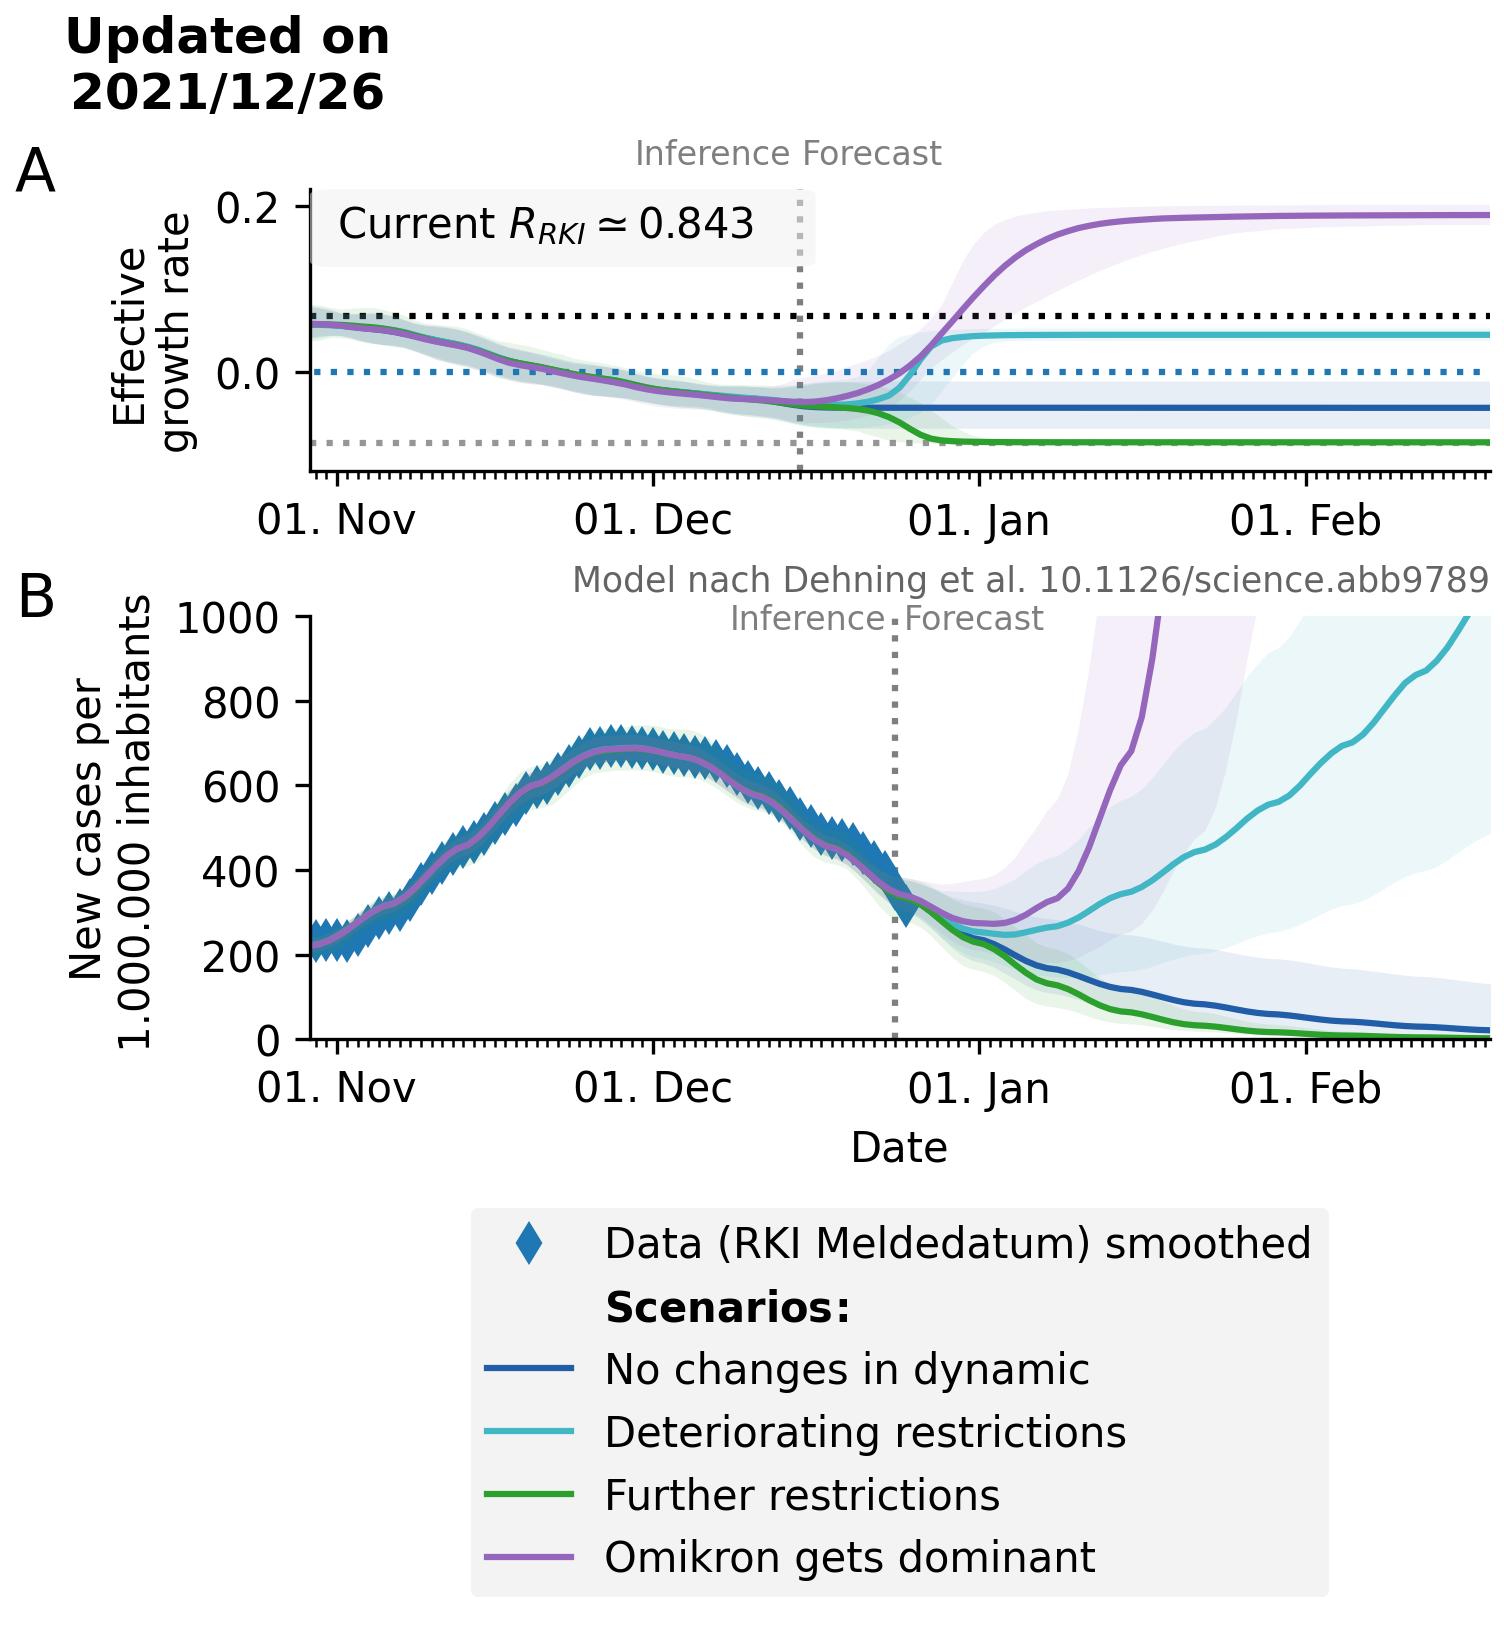 Updated on
2021/12/26
A
Inference Forecast
Current R_RKI ≃ 0.843
Effective
growth rate
0.2
0.0
01. Nov 01. Dec 01. Jan 01. Feb
B
Model nach Dehning et al. 10.1126/science.abb9789
Inference Forecast
New cases per
1.000.000 inhabitants
1000
800
600
400
200
0
01. Nov 01. Dec 01. Jan 01. Feb
Date
Data (RKI Meldedatum) smoothed
Scenarios:
No changes in dynamic
Deteriorating restrictions
Further restrictions
Omikron gets dominant